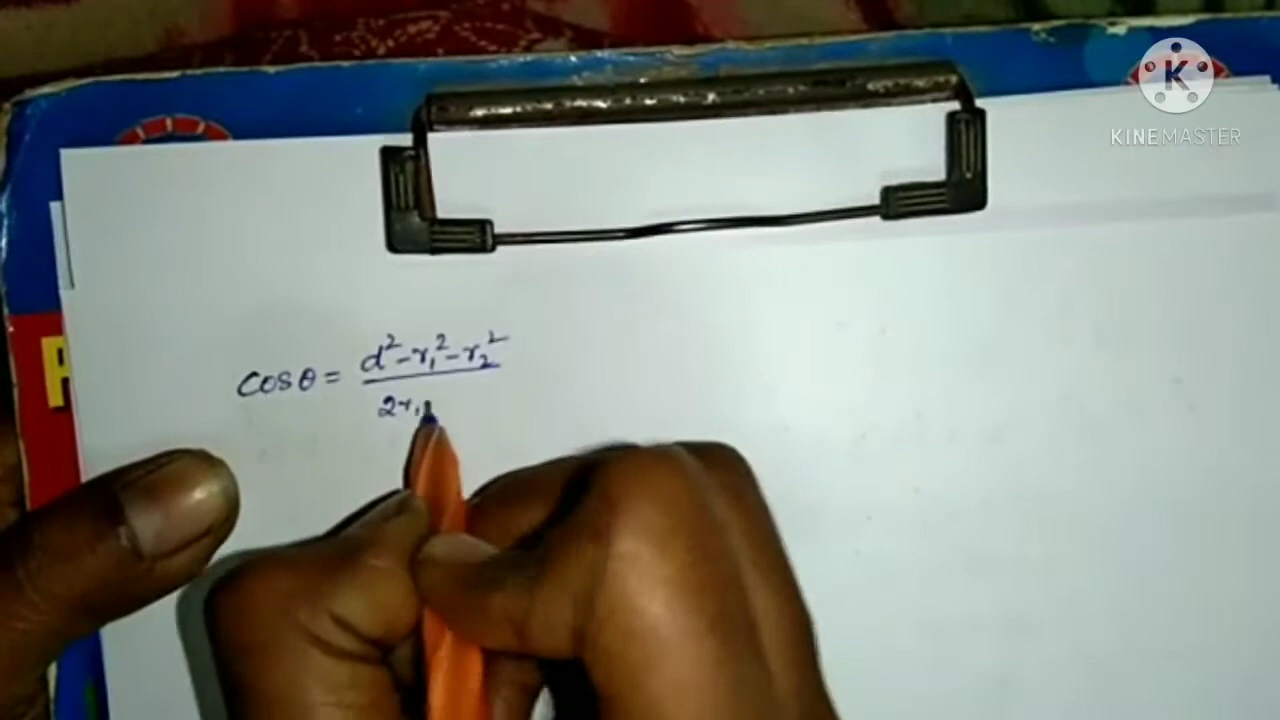 KINEMASTER
cosθ = (d² - r₁² - r₂²) / 2r₁